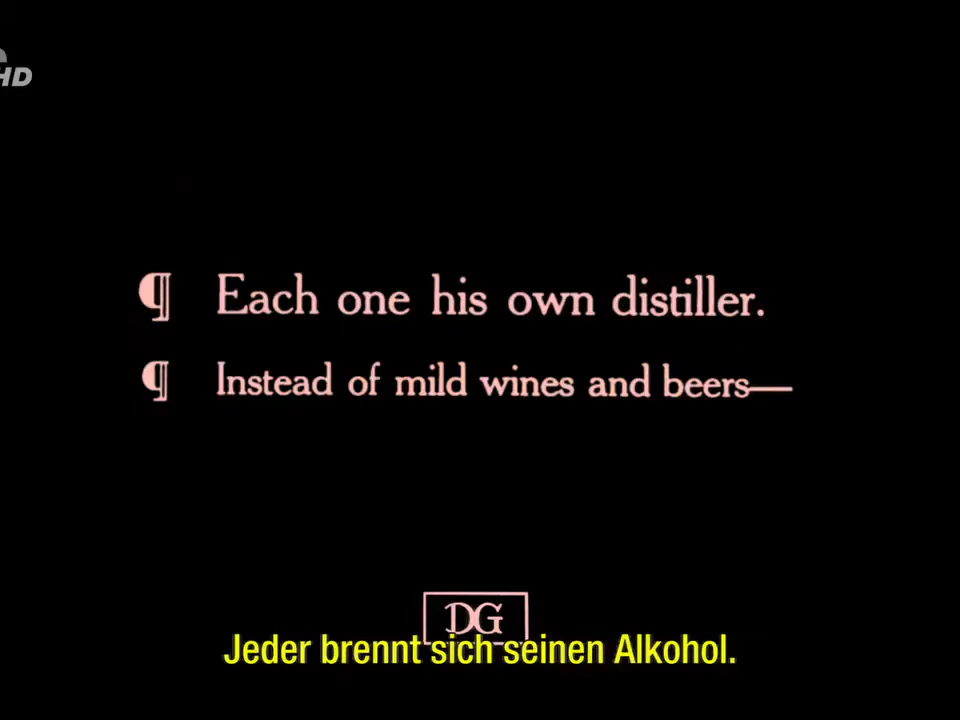 HD
¶ Each one his own distiller.
¶ Instead of mild wines and beers—
DG
Jeder brennt sich seinen Alkohol.